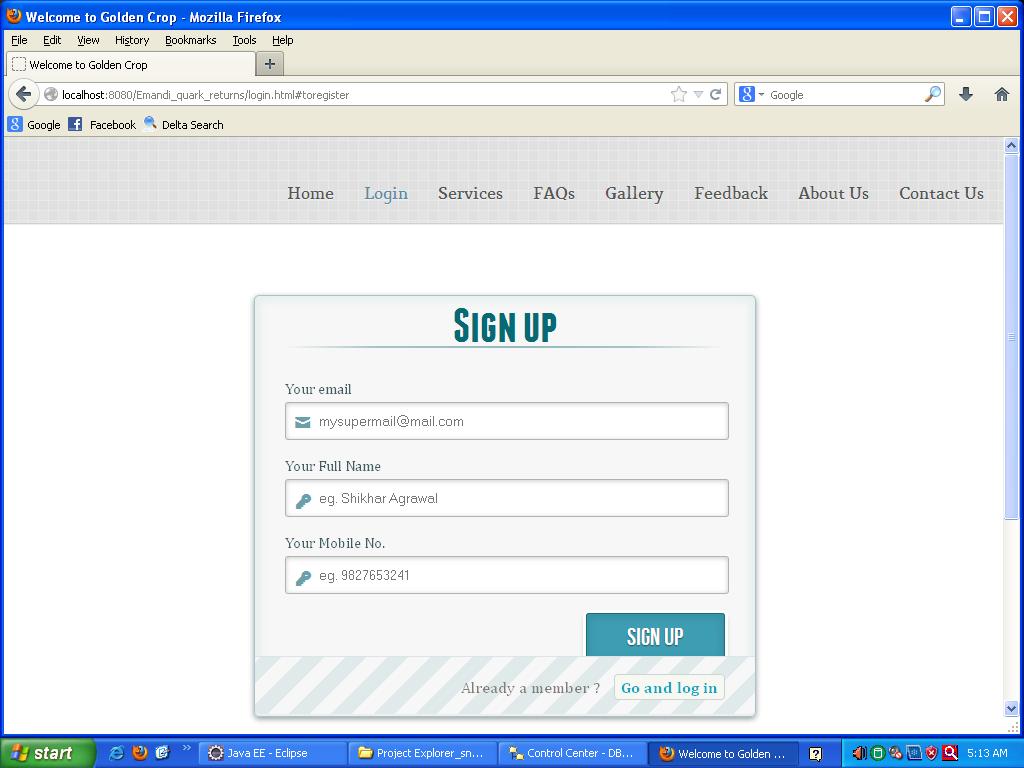 Welcome to Golden Crop - Mozilla Firefox
File Edit View History Bookmarks Tools Help
Welcome to Golden Crop
localhost:8080/Emandi_quark_returns/login.html#toregister
Google
Google Facebook Delta Search
Home Login Services FAQs Gallery Feedback About Us Contact Us
Sign up
Your email
mysupermail@mail.com
Your Full Name
eg. Shikhar Agrawal
Your Mobile No.
eg. 9827653241
SIGN UP
Already a member ? Go and log in
start Java EE - Eclipse Project Explorer_sn... Control Center - DB... Welcome to Golden ... 5:13 AM